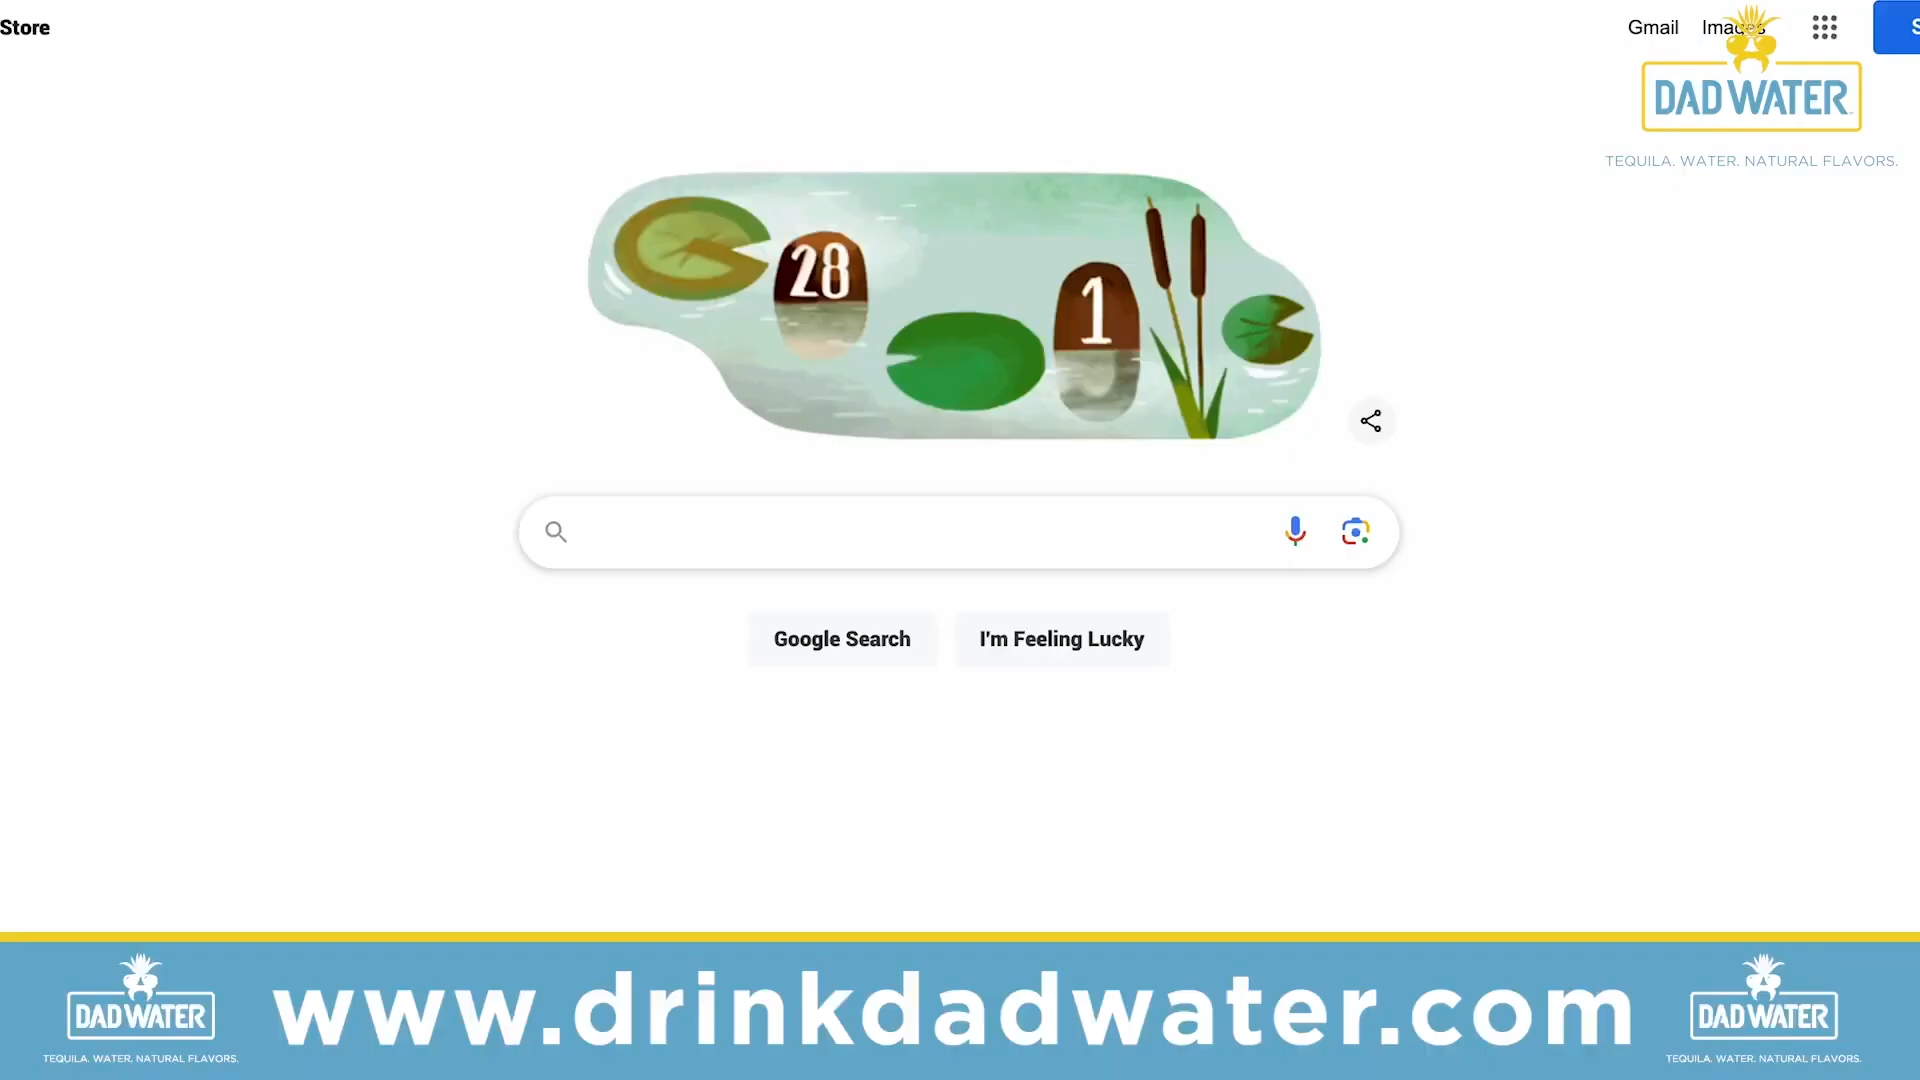 Store
Gmail Images
DAD WATER
TEQUILA. WATER. NATURAL FLAVORS.
28
1
Google Search
I'm Feeling Lucky
DAD WATER
TEQUILA. WATER. NATURAL FLAVORS.
www.drinkdadwater.com
DAD WATER
TEQUILA. WATER. NATURAL FLAVORS.